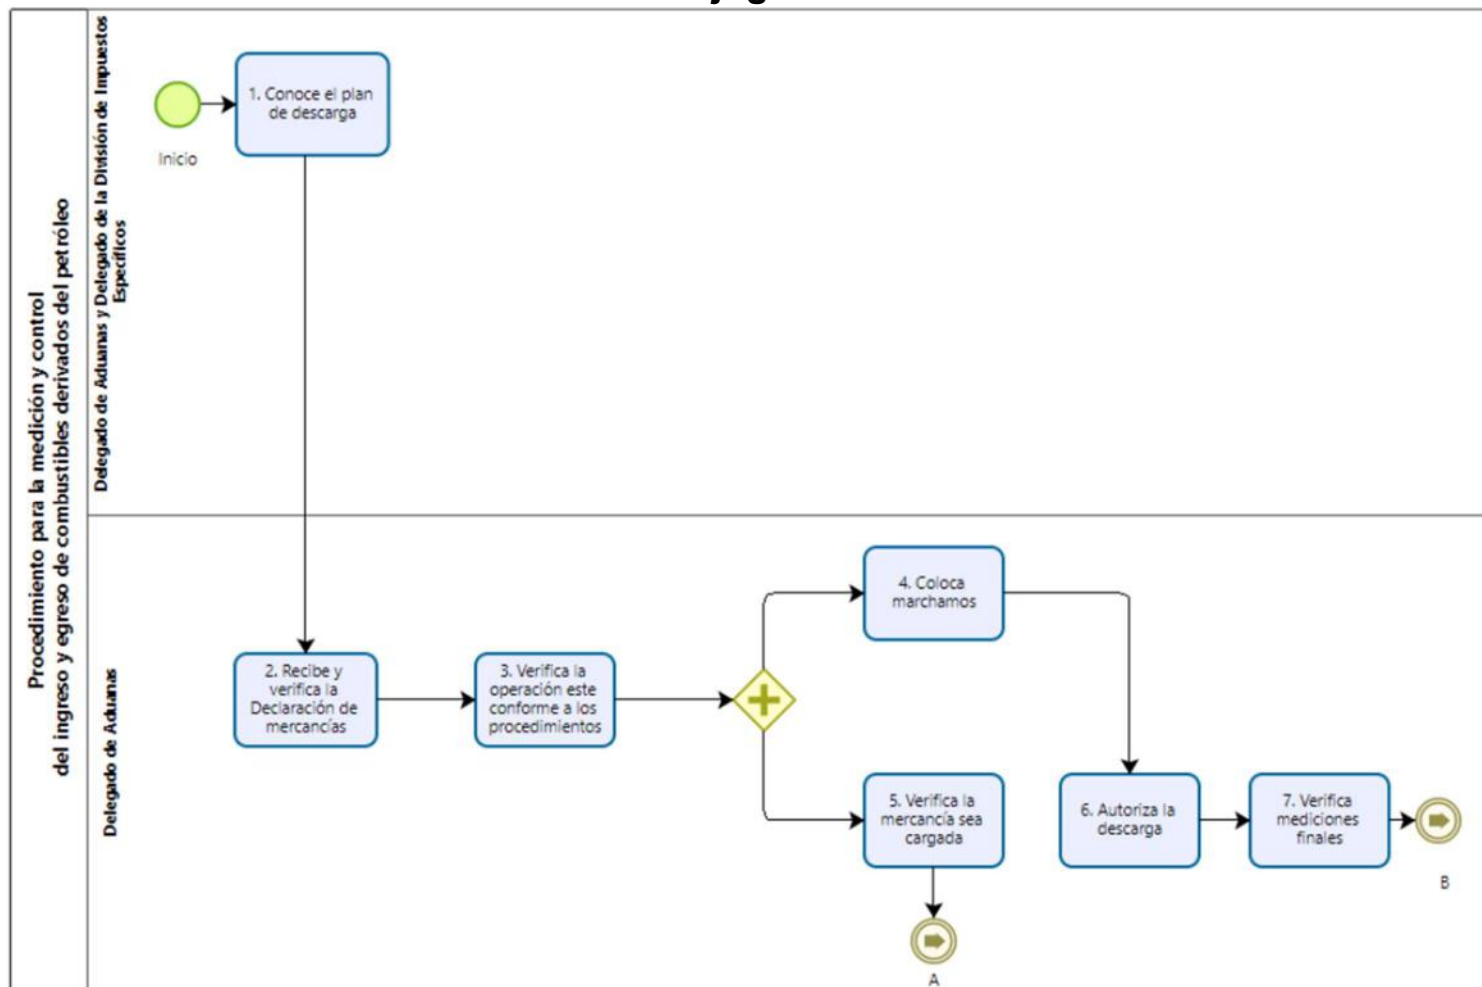 Procedimiento para la medición y control
del ingreso y egreso de combustibles derivados del petróleo
Delegado de Aduanas y Delegado de la División de Impuestos
Específicos
Inicio
1. Conoce el plan
de descarga
Delegado de Aduanas
2. Recibe y
verifica la
Declaración de
mercancías
3. Verifica la
operación este
conforme a los
procedimientos
4. Coloca
marchamos
5. Verifica la
mercancía sea
cargada
A
6. Autoriza la
descarga
7. Verifica
mediciones
finales
B